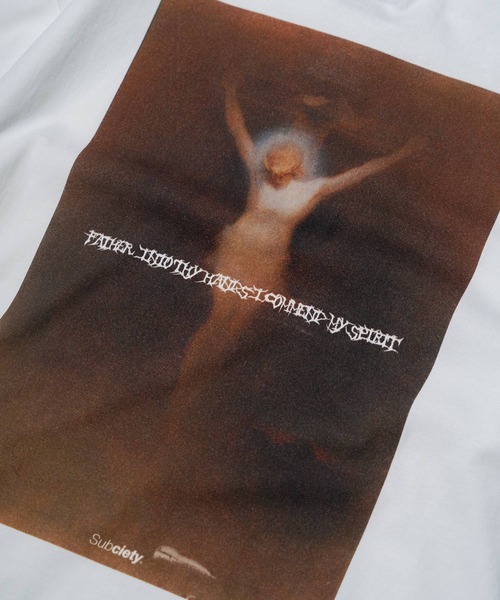 FATHER INTO THY HANDS I COMMEND MY SPIRIT
Subciety.